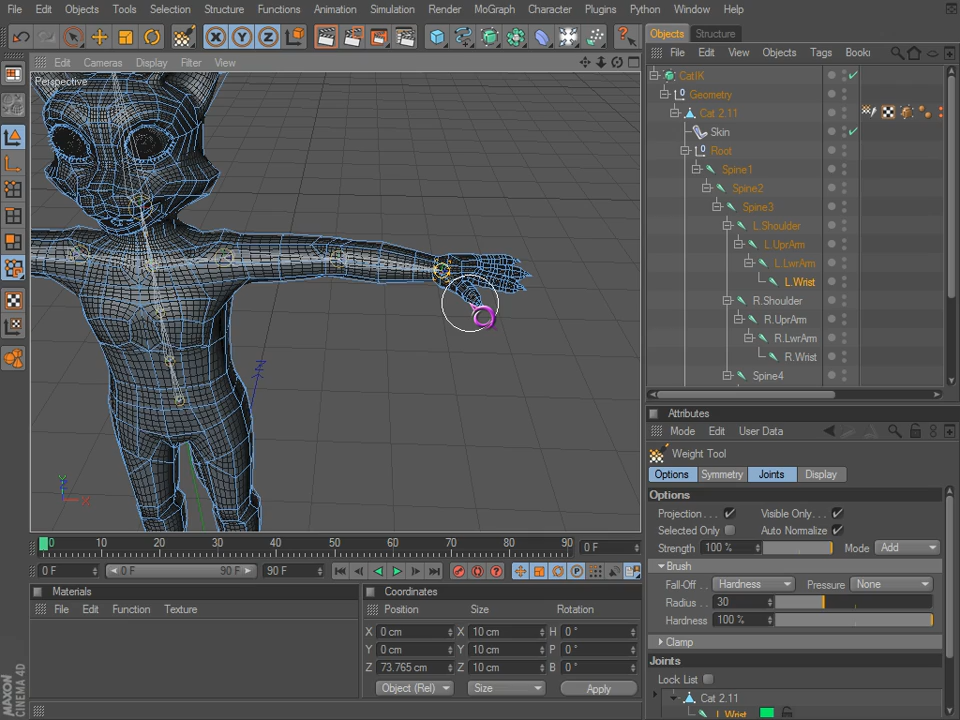 File Edit Objects Tools Selection Structure Functions Animation Simulation Render MoGraph Character Plugins Python Window Help
Objects Structure
File Edit View Objects Tags Booki
Edit Cameras Display Filter View
Perspective
CatIK
Geometry
Cat 2.11
Skin
Root
Spine1
Spine2
Spine3
L.Shoulder
L.UprArm
L.LwrArm
L.Wrist
R.Shoulder
R.UprArm
R.LwrArm
R.Wrist
Spine4
Attributes
Mode Edit User Data
Weight Tool
Options Symmetry Joints Display
Options
Projection . . . Visible Only . . .
Selected Only Auto Normalize
Strength 100 % Mode Add
Brush
Fall-Off . . Hardness Pressure None
Radius . . 30
Hardness 100 %
Clamp
Joints
Lock List
Cat 2.11
L.Wrist
0 10 20 30 40 50 60 70 80 90 0 F
0 F 0 F 90 F 90 F
Materials
File Edit Function Texture
Coordinates
Position Size Rotation
X 0 cm X 10 cm H 0 °
Y 0 cm Y 10 cm P 0 °
Z 73.765 cm Z 10 cm B 0 °
Object (Rel) Size Apply
MAXON
CINEMA 4D
Y
X
Z